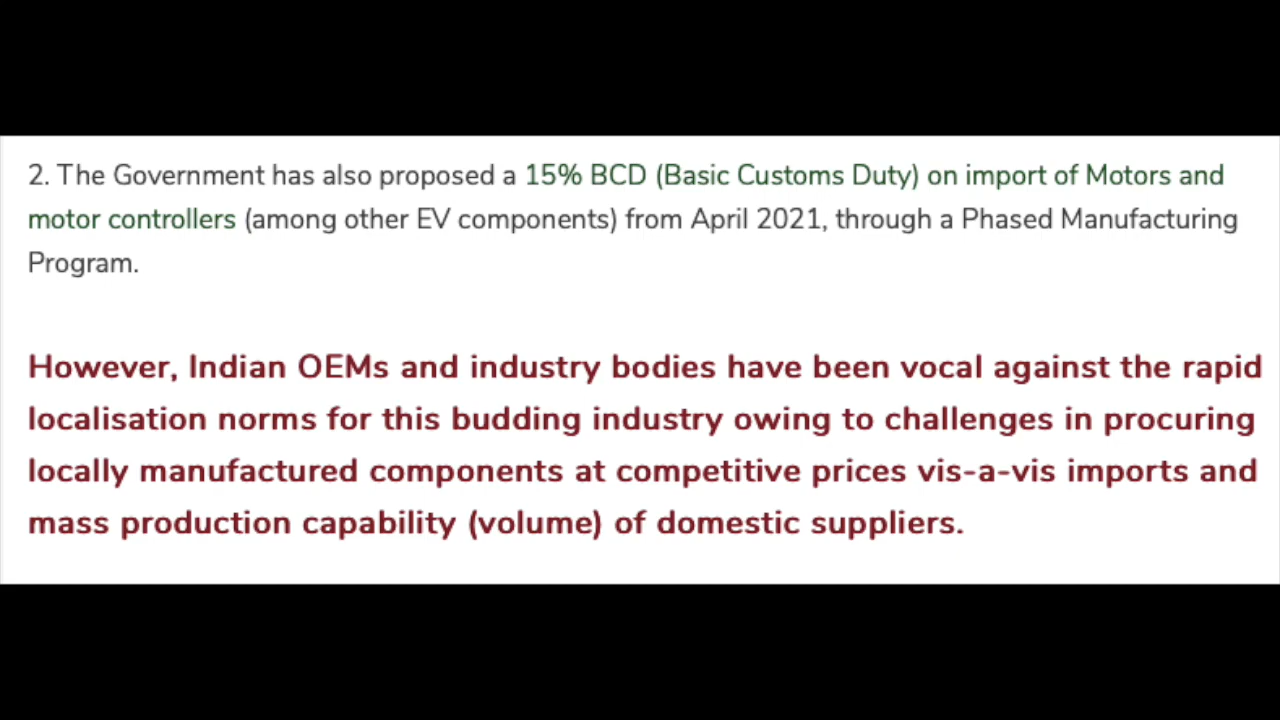 2. The Government has also proposed a 15% BCD (Basic Customs Duty) on import of Motors and
motor controllers (among other EV components) from April 2021, through a Phased Manufacturing
Program.
However, Indian OEMs and industry bodies have been vocal against the rapid
localisation norms for this budding industry owing to challenges in procuring
locally manufactured components at competitive prices vis-a-vis imports and
mass production capability (volume) of domestic suppliers.